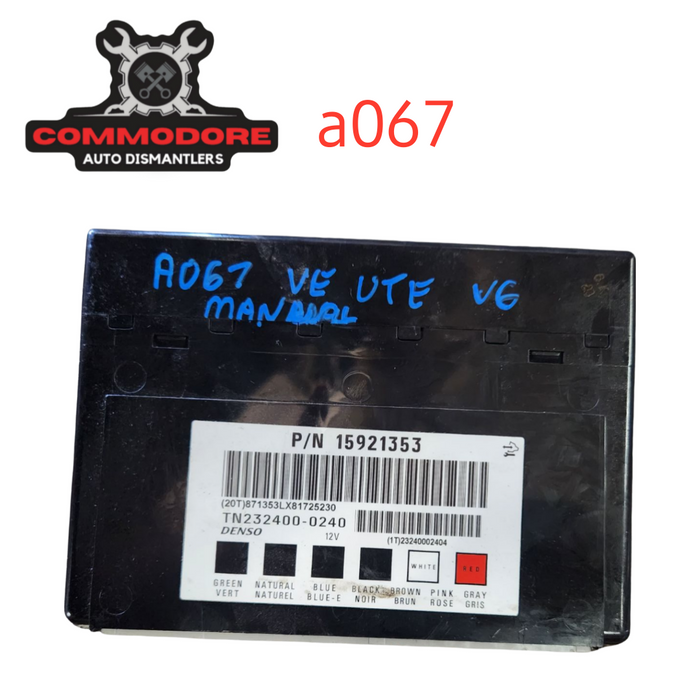 COMMODORE
AUTO DISMANTLERS
a067
A067 VE UTE V6
MANUAL
P/N 15921353
(20T)871353LX81725230
TN232400-0240
DENSO 12V (1T)23240002404
WHITE RED
GREEN NATURAL BLUE BLACK BROWN PINK GRAY
VERT NATUREL BLUE-E NOIR BRUN ROSE GRIS